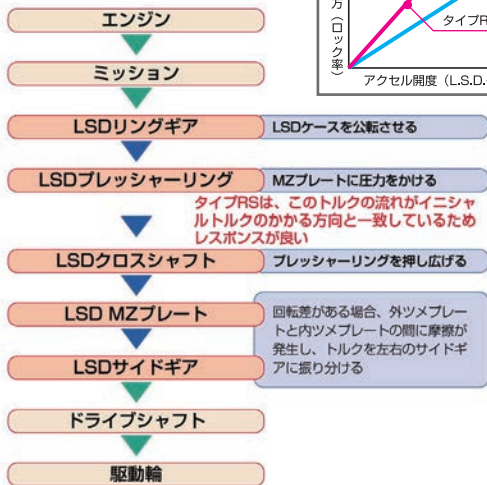 エンジン
方(ロック率)
タイプR
アクセル開度(L.S.D.
ミッション
LSDリングギア
LSDケースを公転させる
LSDプレッシャーリング
MZプレートに圧力をかける
タイプRSは、このトルクの流れがイニシャ
ルトルクのかかる方向と一致しているため
レスポンスが良い
LSDクロスシャフト
プレッシャーリングを押し広げる
LSD MZプレート
回転差がある場合、外ツメプレー
トと内ツメプレートの間に摩擦が
発生し、トルクを左右のサイドギ
アに振り分ける
LSDサイドギア
ドライブシャフト
駆動輪